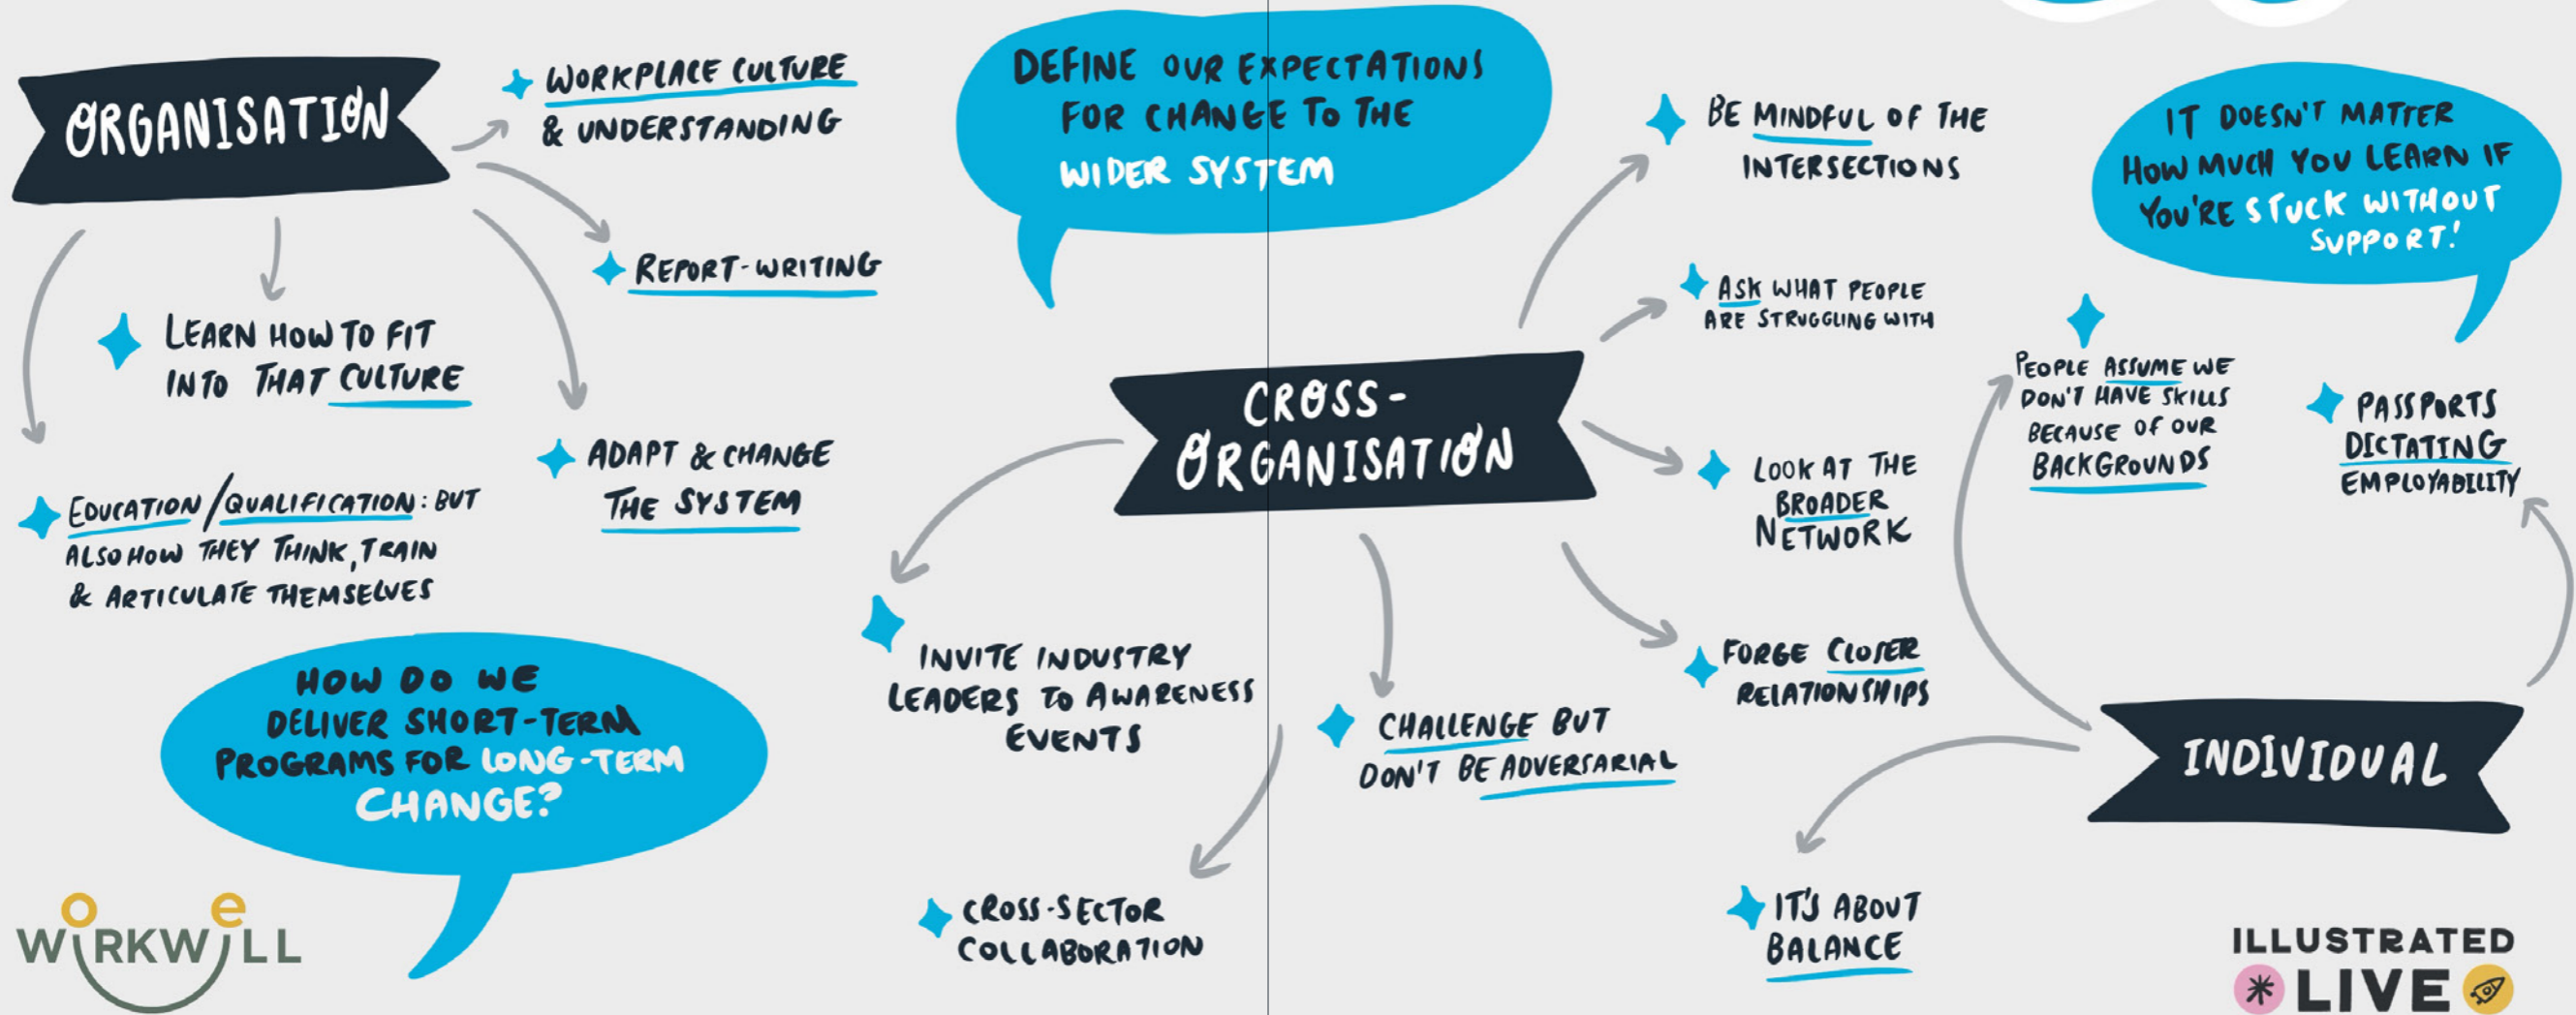 ORGANISATION
WORKPLACE CULTURE
& UNDERSTANDING
REPORT-WRITING
LEARN HOW TO FIT
INTO THAT CULTURE
ADAPT & CHANGE
THE SYSTEM
EDUCATION/QUALIFICATION: BUT
ALSO HOW THEY THINK, TRAIN
& ARTICULATE THEMSELVES
HOW DO WE
DELIVER SHORT-TERM
PROGRAMS FOR LONG-TERM
CHANGE?
WORKWELL
DEFINE OUR EXPECTATIONS
FOR CHANGE TO THE
WIDER SYSTEM
CROSS-
ORGANISATION
BE MINDFUL OF THE
INTERSECTIONS
ASK WHAT PEOPLE
ARE STRUGGLING WITH
LOOK AT THE
BROADER
NETWORK
FORGE CLOSER
RELATIONSHIPS
INVITE INDUSTRY
LEADERS TO AWARENESS
EVENTS
CHALLENGE BUT
DON'T BE ADVERSARIAL
CROSS-SECTOR
COLLABORATION
IT DOESN'T MATTER
HOW MUCH YOU LEARN IF
YOU'RE STUCK WITHOUT
SUPPORT!
PEOPLE ASSUME WE
DON'T HAVE SKILLS
BECAUSE OF OUR
BACKGROUNDS
PASSPORTS
DICTATING
EMPLOYABILITY
INDIVIDUAL
IT'S ABOUT
BALANCE
ILLUSTRATED
LIVE